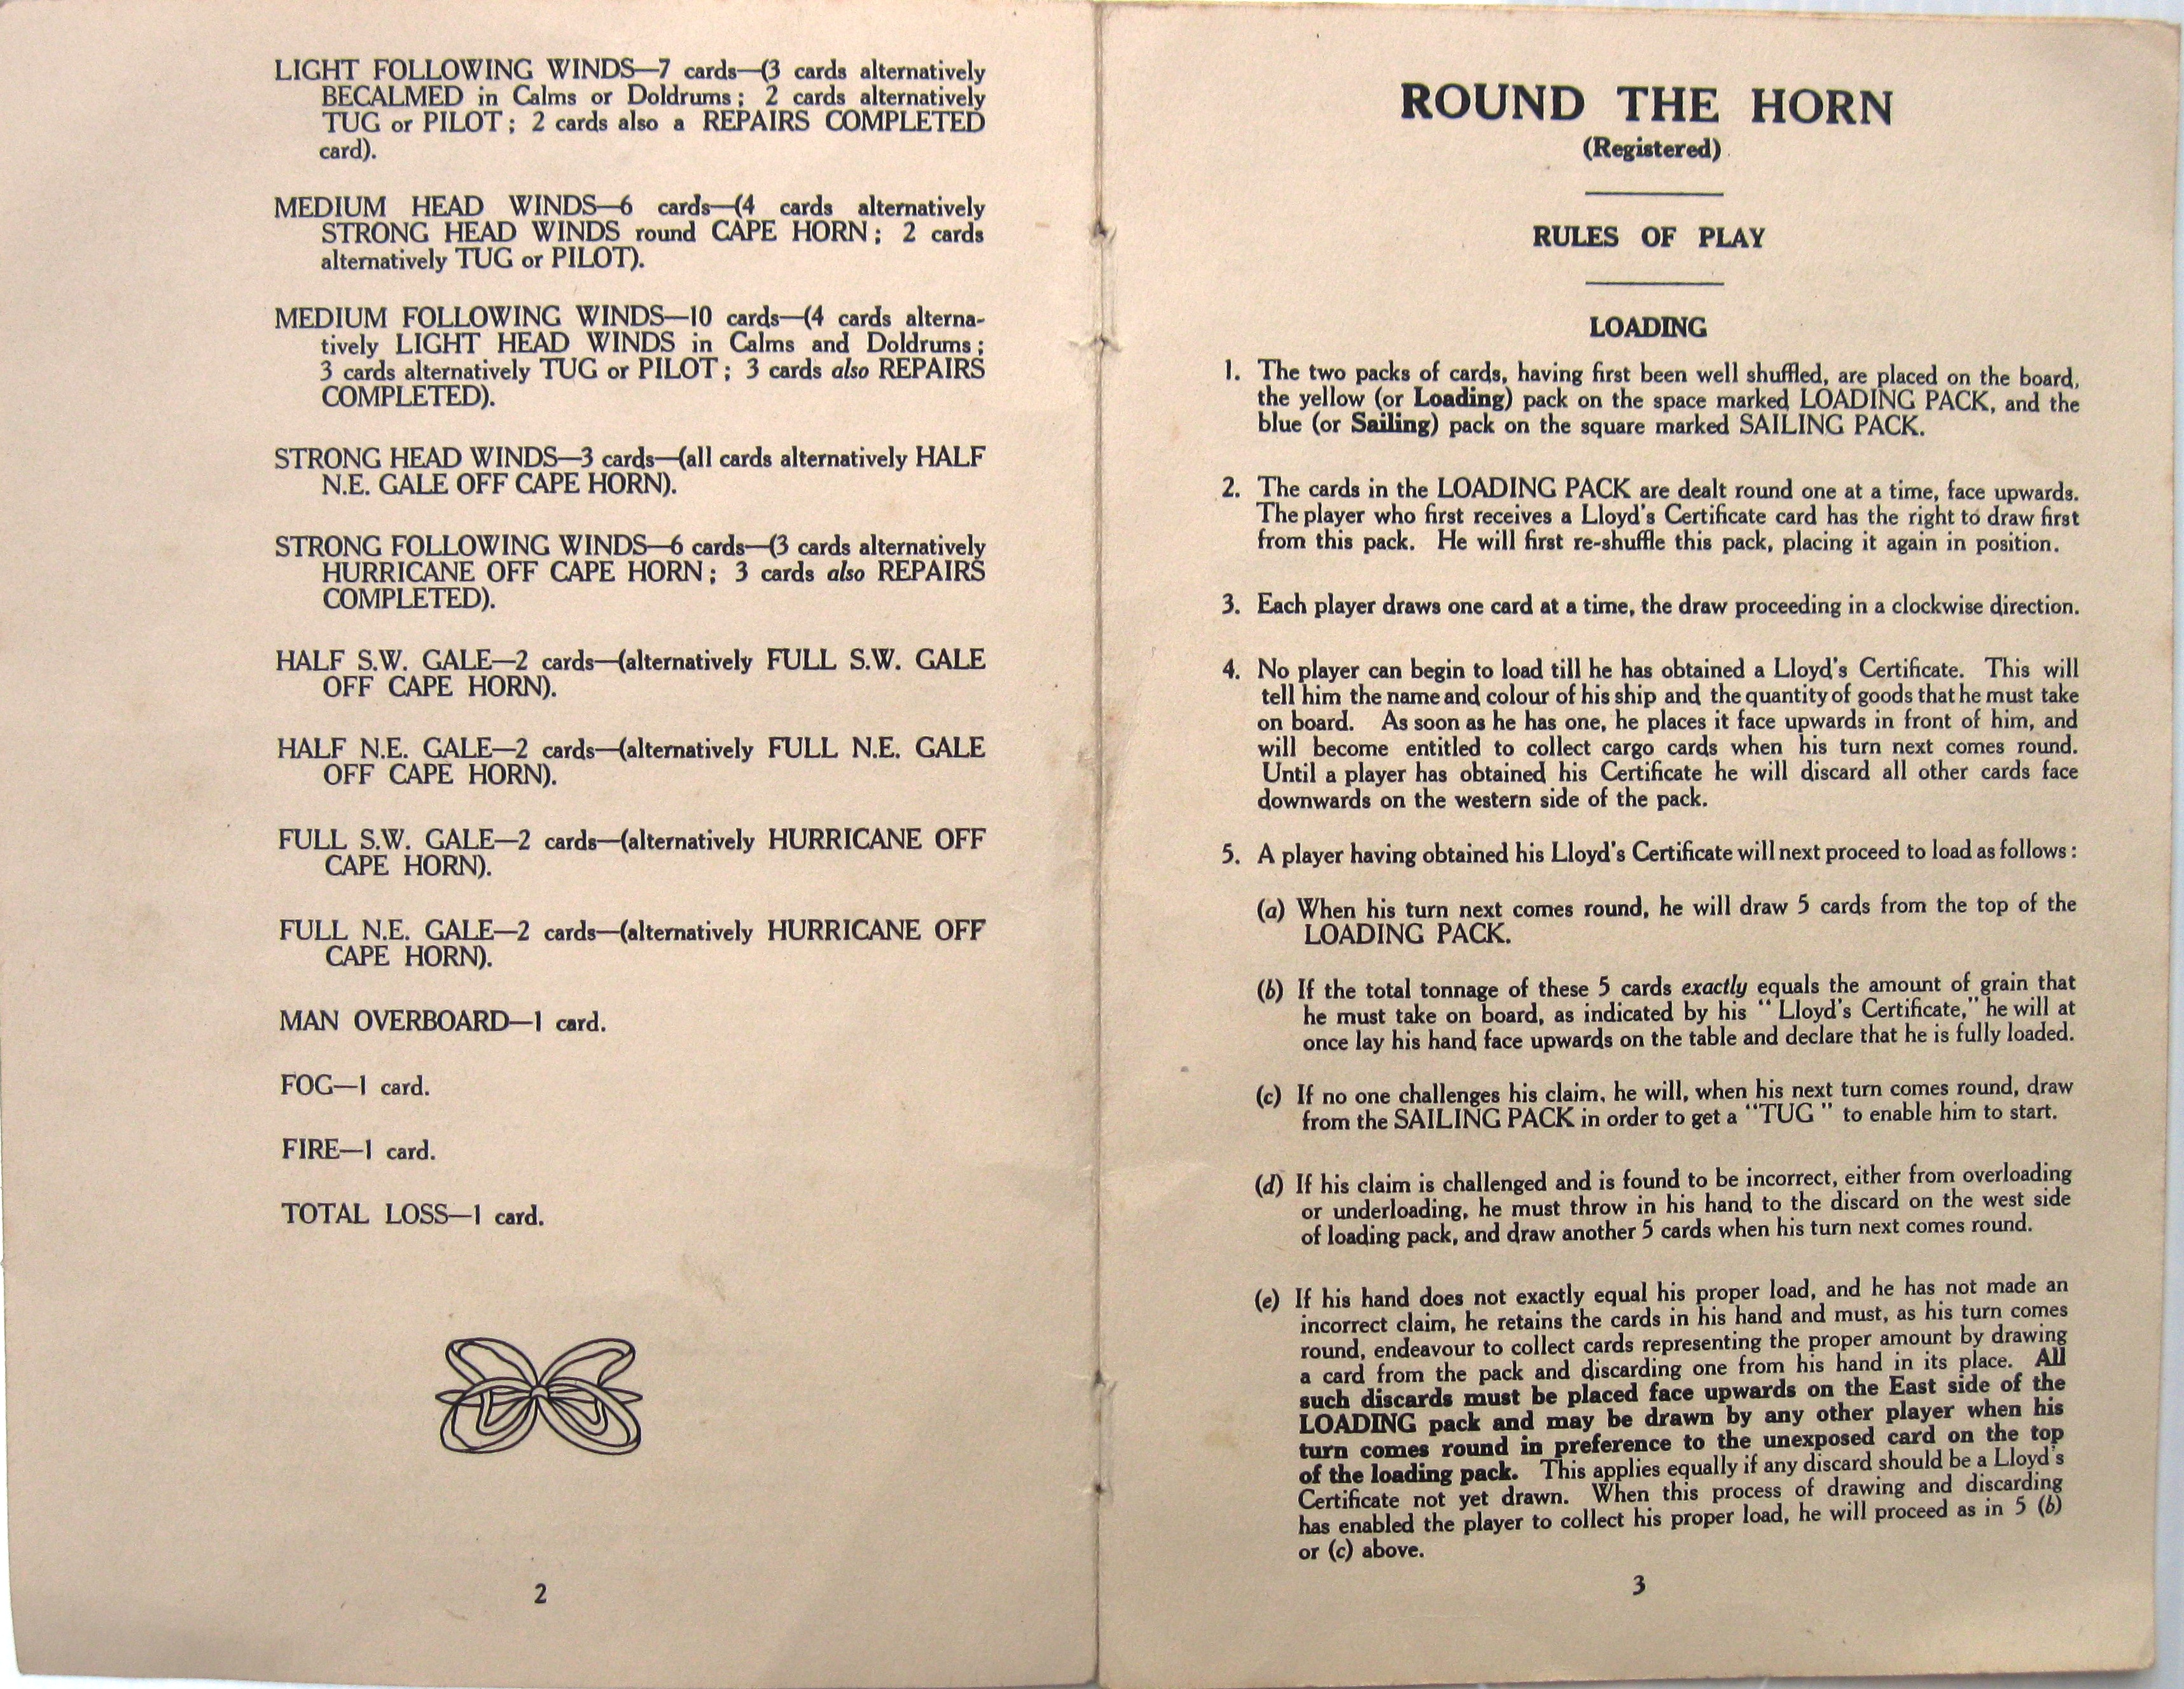 LIGHT FOLLOWING WINDS—7 cards—(3 cards alternatively
BECALMED in Calms or Doldrums; 2 cards alternatively
TUG or PILOT; 2 cards also a REPAIRS COMPLETED
card).
MEDIUM HEAD WINDS—6 cards—(4 cards alternatively
STRONG HEAD WINDS round CAPE HORN; 2 cards
alternatively TUG or PILOT).
MEDIUM FOLLOWING WINDS—10 cards—(4 cards alterna-
tively LIGHT HEAD WINDS in Calms and Doldrums;
3 cards alternatively TUG or PILOT; 3 cards also REPAIRS
COMPLETED).
STRONG HEAD WINDS—3 cards—(all cards alternatively HALF
N.E. GALE OFF CAPE HORN).
STRONG FOLLOWING WINDS—6 cards—(3 cards alternatively
HURRICANE OFF CAPE HORN; 3 cards also REPAIRS
COMPLETED).
HALF S.W. GALE—2 cards—(alternatively FULL S.W. GALE
OFF CAPE HORN).
HALF N.E. GALE—2 cards—(alternatively FULL N.E. GALE
OFF CAPE HORN).
FULL S.W. GALE—2 cards—(alternatively HURRICANE OFF
CAPE HORN).
FULL N.E. GALE—2 cards—(alternatively HURRICANE OFF
CAPE HORN).
MAN OVERBOARD—1 card.
FOG—1 card.
FIRE—1 card.
TOTAL LOSS—1 card.
2
ROUND THE HORN
(Registered)
RULES OF PLAY
LOADING
1. The two packs of cards, having first been well shuffled, are placed on the board,
the yellow (or Loading) pack on the space marked LOADING PACK, and the
blue (or Sailing) pack on the square marked SAILING PACK.
2. The cards in the LOADING PACK are dealt round one at a time, face upwards.
The player who first receives a Lloyd's Certificate card has the right to draw first
from this pack. He will first re-shuffle this pack, placing it again in position.
3. Each player draws one card at a time, the draw proceeding in a clockwise direction.
4. No player can begin to load till he has obtained a Lloyd's Certificate. This will
tell him the name and colour of his ship and the quantity of goods that he must take
on board. As soon as he has one, he places it face upwards in front of him, and
will become entitled to collect cargo cards when his turn next comes round.
Until a player has obtained his Certificate he will discard all other cards face
downwards on the western side of the pack.
5. A player having obtained his Lloyd's Certificate will next proceed to load as follows:
(a) When his turn next comes round, he will draw 5 cards from the top of the
LOADING PACK.
(b) If the total tonnage of these 5 cards exactly equals the amount of grain that
he must take on board, as indicated by his "Lloyd's Certificate," he will at
once lay his hand face upwards on the table and declare that he is fully loaded.
(c) If no one challenges his claim, he will, when his next turn comes round, draw
from the SAILING PACK in order to get a "TUG" to enable him to start.
(d) If his claim is challenged and is found to be incorrect, either from overloading
or underloading, he must throw in his hand to the discard on the west side
of loading pack, and draw another 5 cards when his turn next comes round.
(e) If his hand does not exactly equal his proper load, and he has not made an
incorrect claim, he retains the cards in his hand and must, as his turn comes
round, endeavour to collect cards representing the proper amount by drawing
a card from the pack and discarding one from his hand in its place. All
such discards must be placed face upwards on the East side of the
LOADING pack and may be drawn by any other player when his
turn comes round in preference to the unexposed card on the top
of the loading pack. This applies equally if any discard should be a Lloyd's
Certificate not yet drawn. When this process of drawing and discarding
has enabled the player to collect his proper load, he will proceed as in 5 (b)
or (c) above.
3